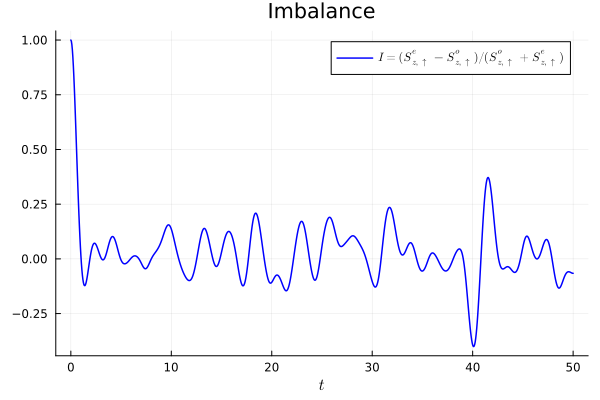 Imbalance
I = (S^e_{z,↑} − S^o_{z,↑})/(S^o_{z,↑} + S^e_{z,↑})
1.00
0.75
0.50
0.25
0.00
−0.25
0 10 20 30 40 50
t